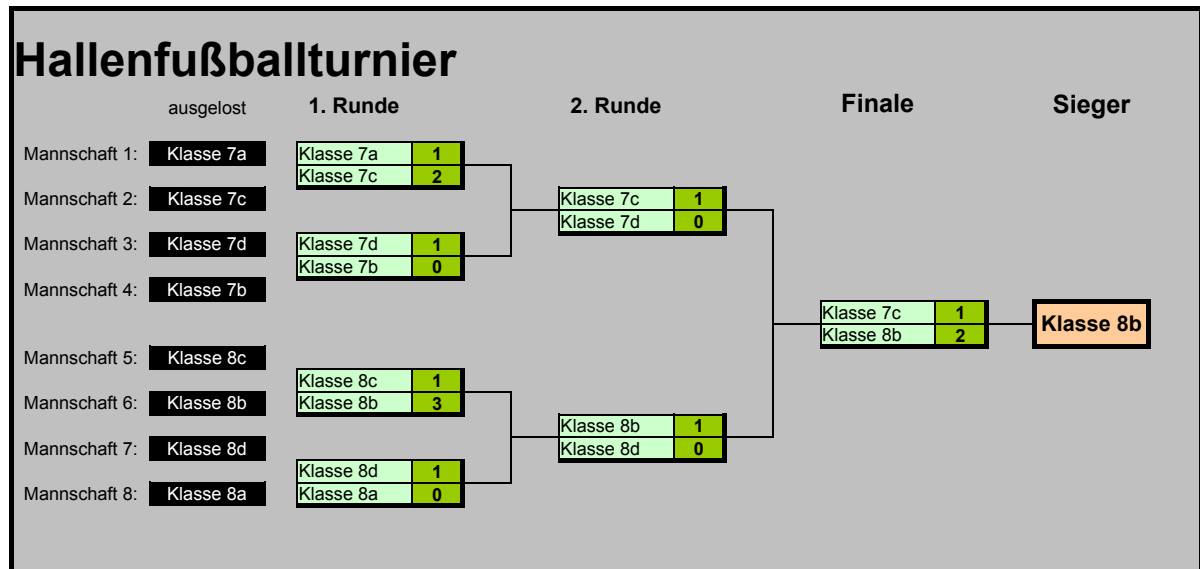 Hallenfußballturnier
ausgelost 1. Runde 2. Runde Finale Sieger
Mannschaft 1: Klasse 7a Klasse 7a 1
Klasse 7c 2
Mannschaft 2: Klasse 7c Klasse 7c 1
Klasse 7d 0
Mannschaft 3: Klasse 7d Klasse 7d 1
Klasse 7b 0
Mannschaft 4: Klasse 7b
Klasse 7c 1
Klasse 8b 2
Klasse 8b
Mannschaft 5: Klasse 8c
Klasse 8c 1
Mannschaft 6: Klasse 8b Klasse 8b 3
Klasse 8b 1
Mannschaft 7: Klasse 8d Klasse 8d 0
Klasse 8d 1
Mannschaft 8: Klasse 8a Klasse 8a 0